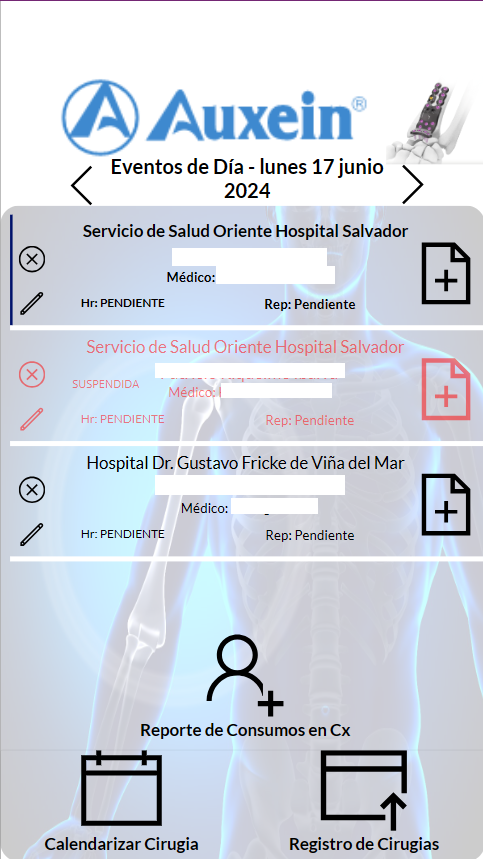 Auxein®
Eventos de Día - lunes 17 junio
2024
Servicio de Salud Oriente Hospital Salvador
Médico:
Hr: PENDIENTE
Rep: Pendiente
Servicio de Salud Oriente Hospital Salvador
SUSPENDIDA
Médico:
Hr: PENDIENTE
Rep: Pendiente
Hospital Dr. Gustavo Fricke de Viña del Mar
Médico:
Hr: PENDIENTE
Rep: Pendiente
Reporte de Consumos en Cx
Calendarizar Cirugia
Registro de Cirugias